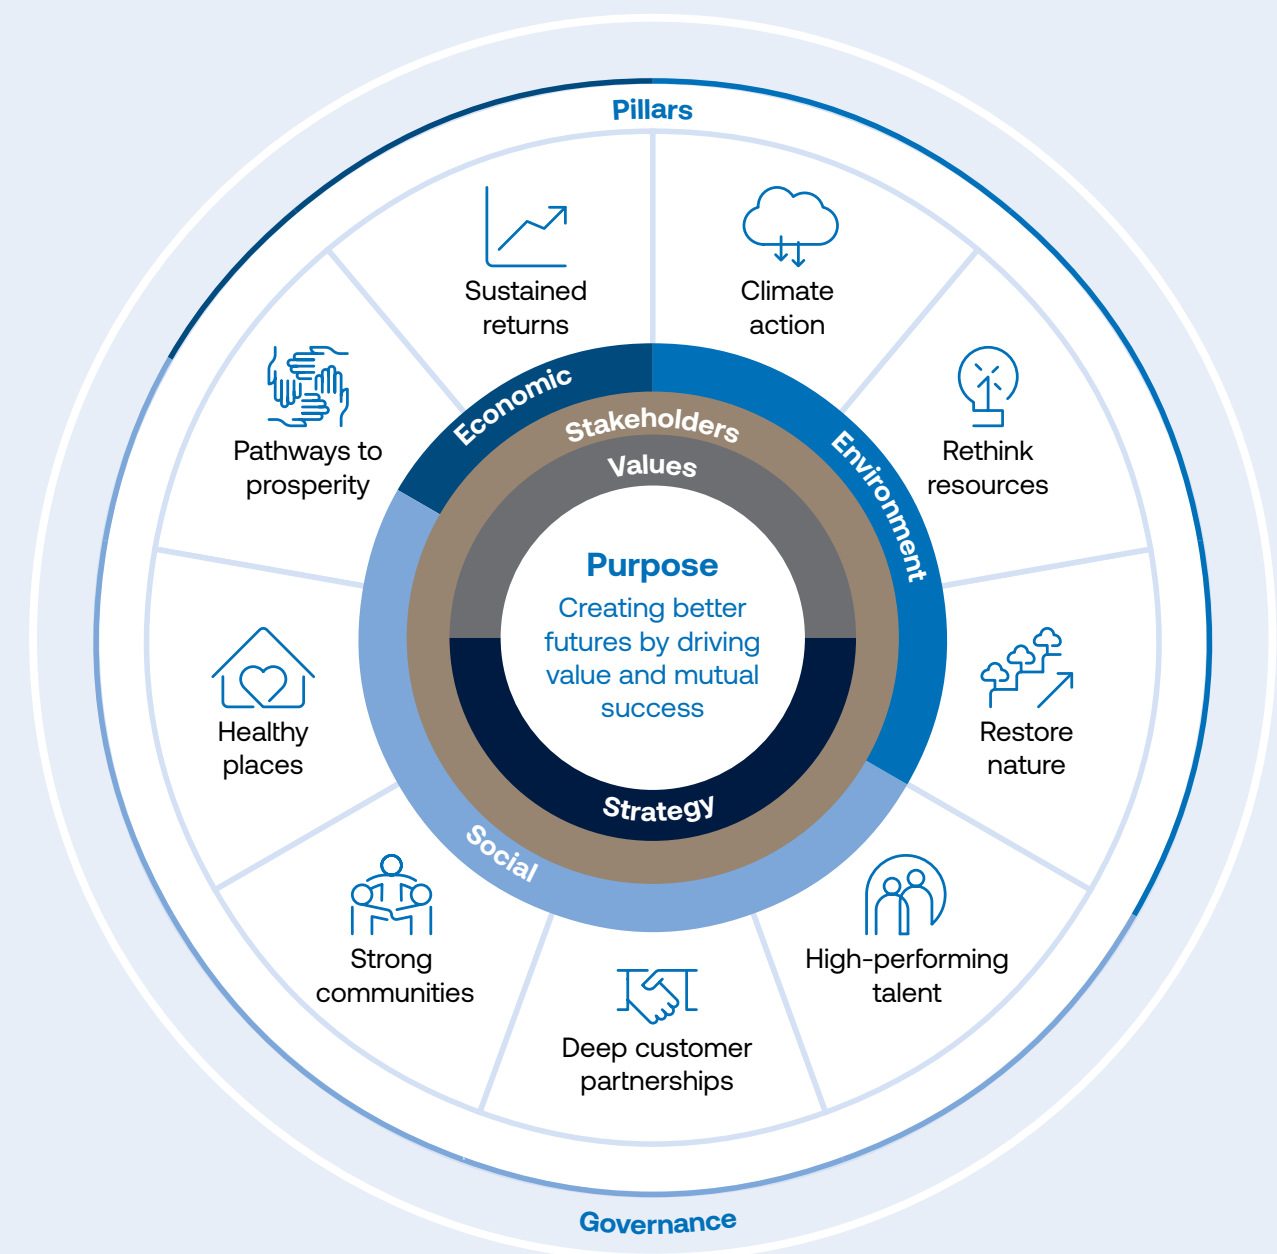 Pillars
Sustained
returns
Climate
action
Pathways to
prosperity
Rethink
resources
Economic
Stakeholders
Values
Environment
Purpose
Creating better
futures by driving
value and mutual
success
Healthy
places
Restore
nature
Strategy
Social
Strong
communities
High-performing
talent
Deep customer
partnerships
Governance